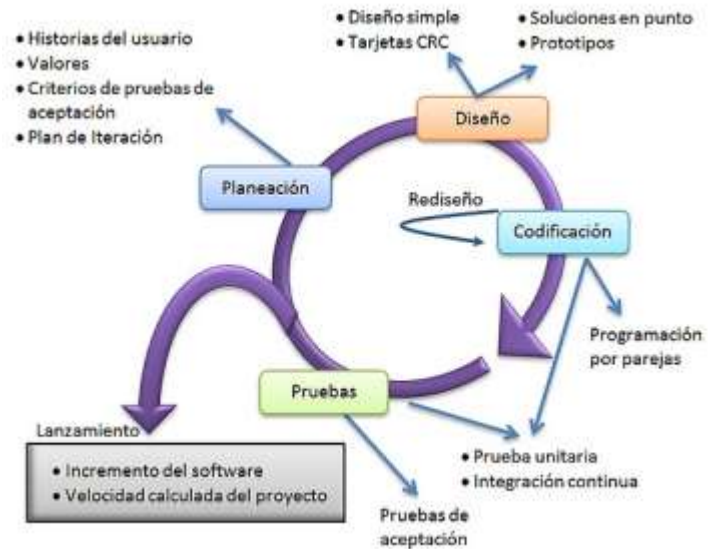 • Diseño simple
• Tarjetas CRC
• Soluciones en punto
• Prototipos
• Historias del usuario
• Valores
• Criterios de pruebas de
aceptación
• Plan de Iteración
Diseño
Planeación
Rediseño
Codificación
Programación
por parejas
Pruebas
Lanzamiento
• Incremento del software
• Velocidad calculada del proyecto
• Prueba unitaria
• Integración continua
Pruebas de
aceptación